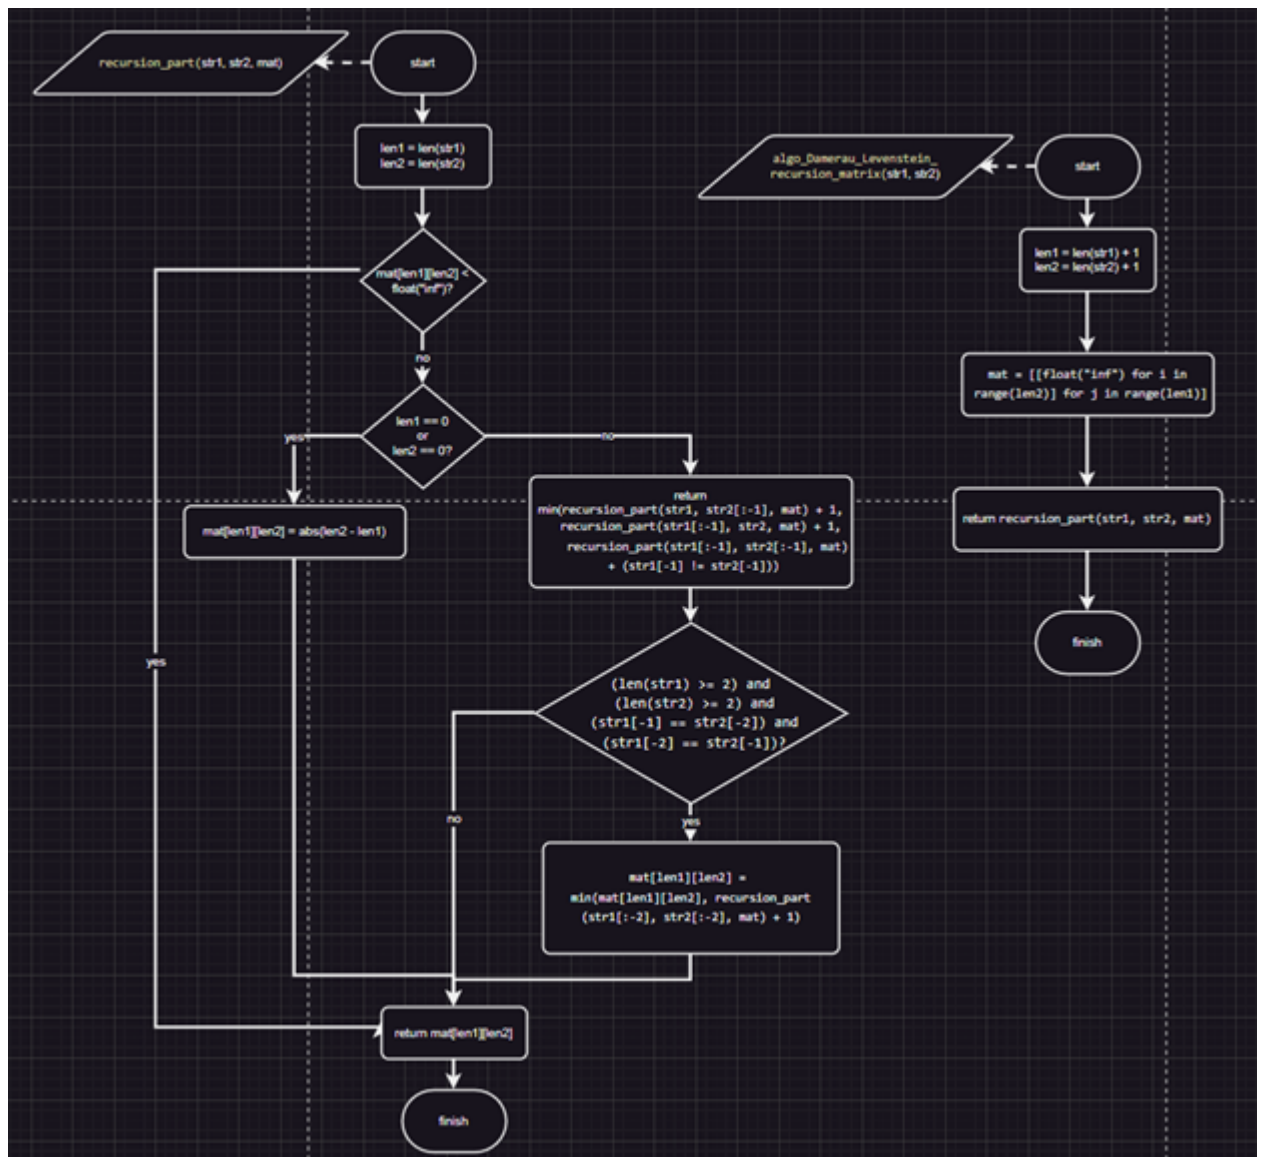 recursion_part(str1, str2, mat)
start
len1 = len(str1)
len2 = len(str2)
mat[len1][len2] <
float("inf")?
no
len1 == 0
or
len2 == 0?
yes
no
mat[len1][len2] = abs(len2 - len1)
return
min(recursion_part(str1, str2[:-1], mat) + 1,
recursion_part(str1[:-1], str2, mat) + 1,
recursion_part(str1[:-1], str2[:-1], mat)
+ (str1[-1] != str2[-1]))
yes
(len(str1) >= 2) and
(len(str2) >= 2) and
(str1[-1] == str2[-2]) and
(str1[-2] == str2[-1])?
no
yes
mat[len1][len2] =
min(mat[len1][len2], recursion_part
(str1[:-2], str2[:-2], mat) + 1)
return mat[len1][len2]
finish
algo_Damerau_Levenstein_
recursion_matrix(str1, str2)
start
len1 = len(str1) + 1
len2 = len(str2) + 1
mat = [[float("inf") for i in
range(len2)] for j in range(len1)]
return recursion_part(str1, str2, mat)
finish